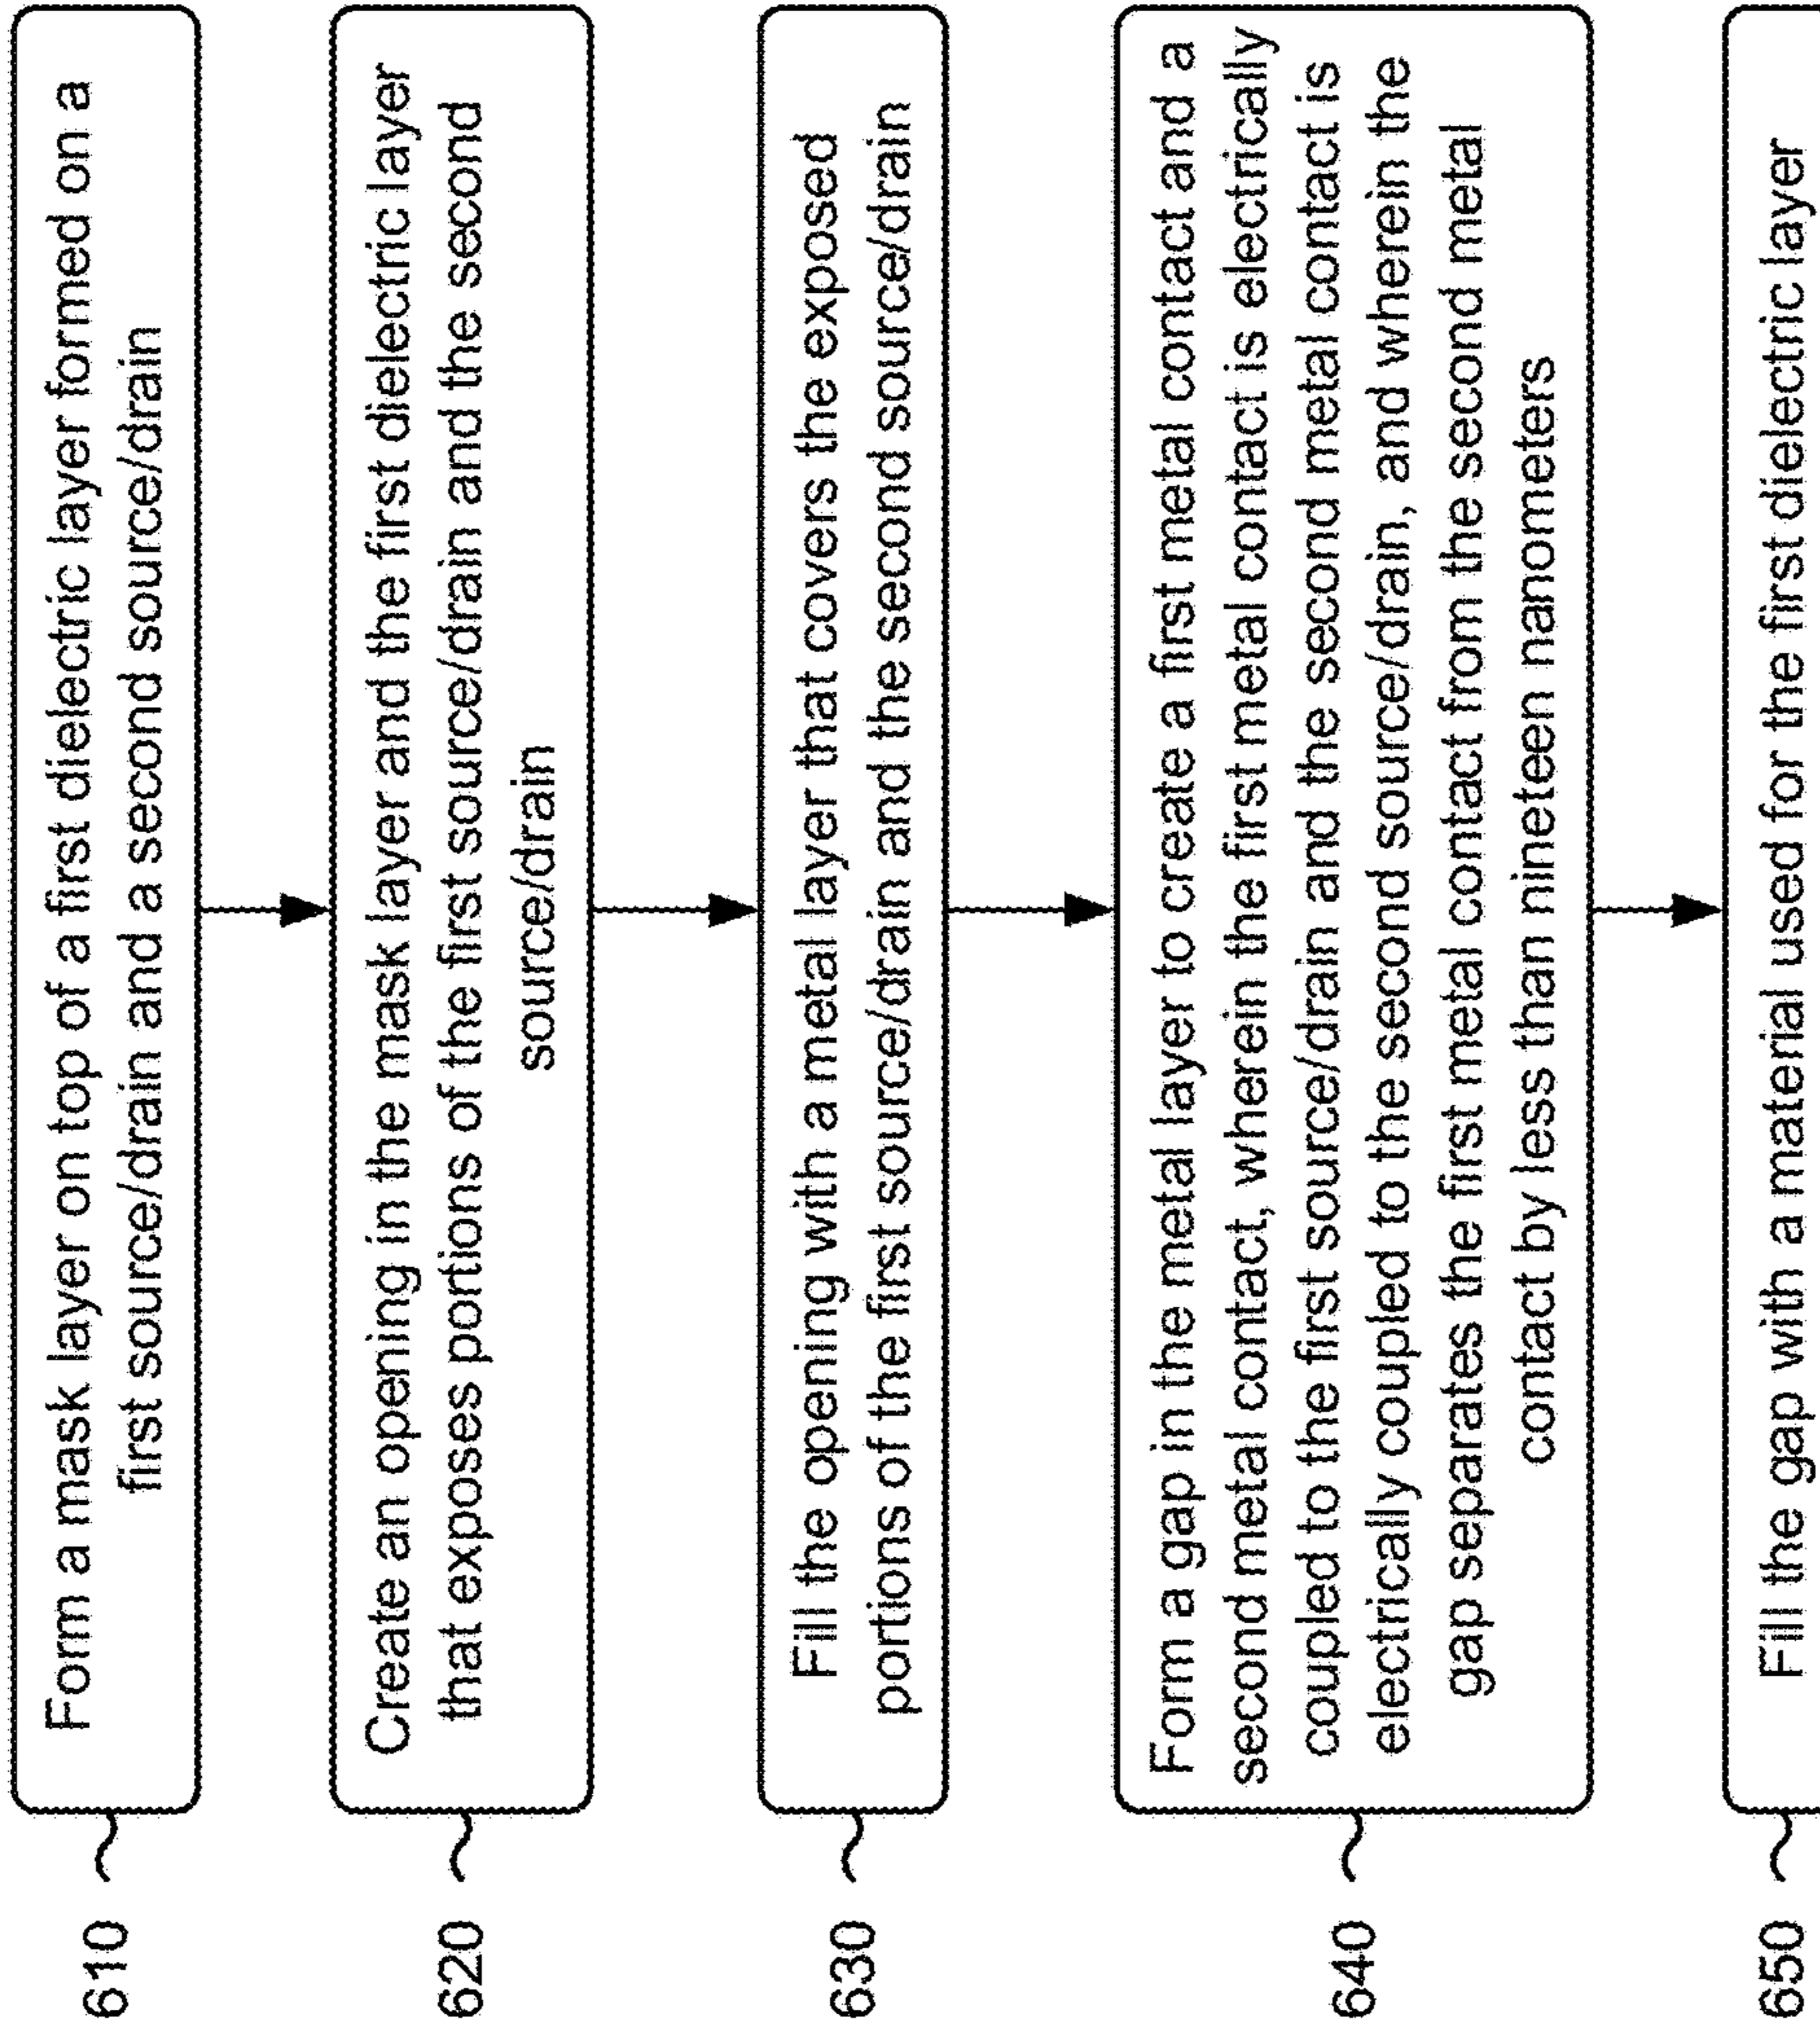 610
Form a mask layer on top of a first dielectric layer formed on a
first source/drain and a second source/drain
620
Create an opening in the mask layer and the first dielectric layer
that exposes portions of the first source/drain and the second
source/drain
630
Fill the opening with a metal layer that covers the exposed
portions of the first source/drain and the second source/drain
640
Form a gap in the metal layer to create a first metal contact and a
second metal contact, wherein the first metal contact is electrically
coupled to the first source/drain and the second metal contact is
electrically coupled to the second source/drain, and wherein the
gap separates the first metal contact from the second metal
contact by less than nineteen nanometers
650
Fill the gap with a material used for the first dielectric layer